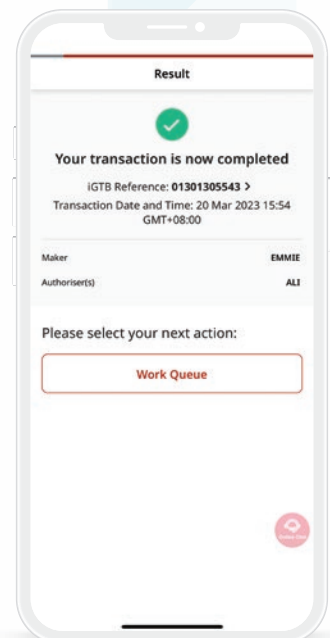 Result
Your transaction is now completed
iGTB Reference: 01301305543 >
Transaction Date and Time: 20 Mar 2023 15:54
GMT+08:00
Maker EMMIE
Authoriser(s) ALI
Please select your next action:
Work Queue